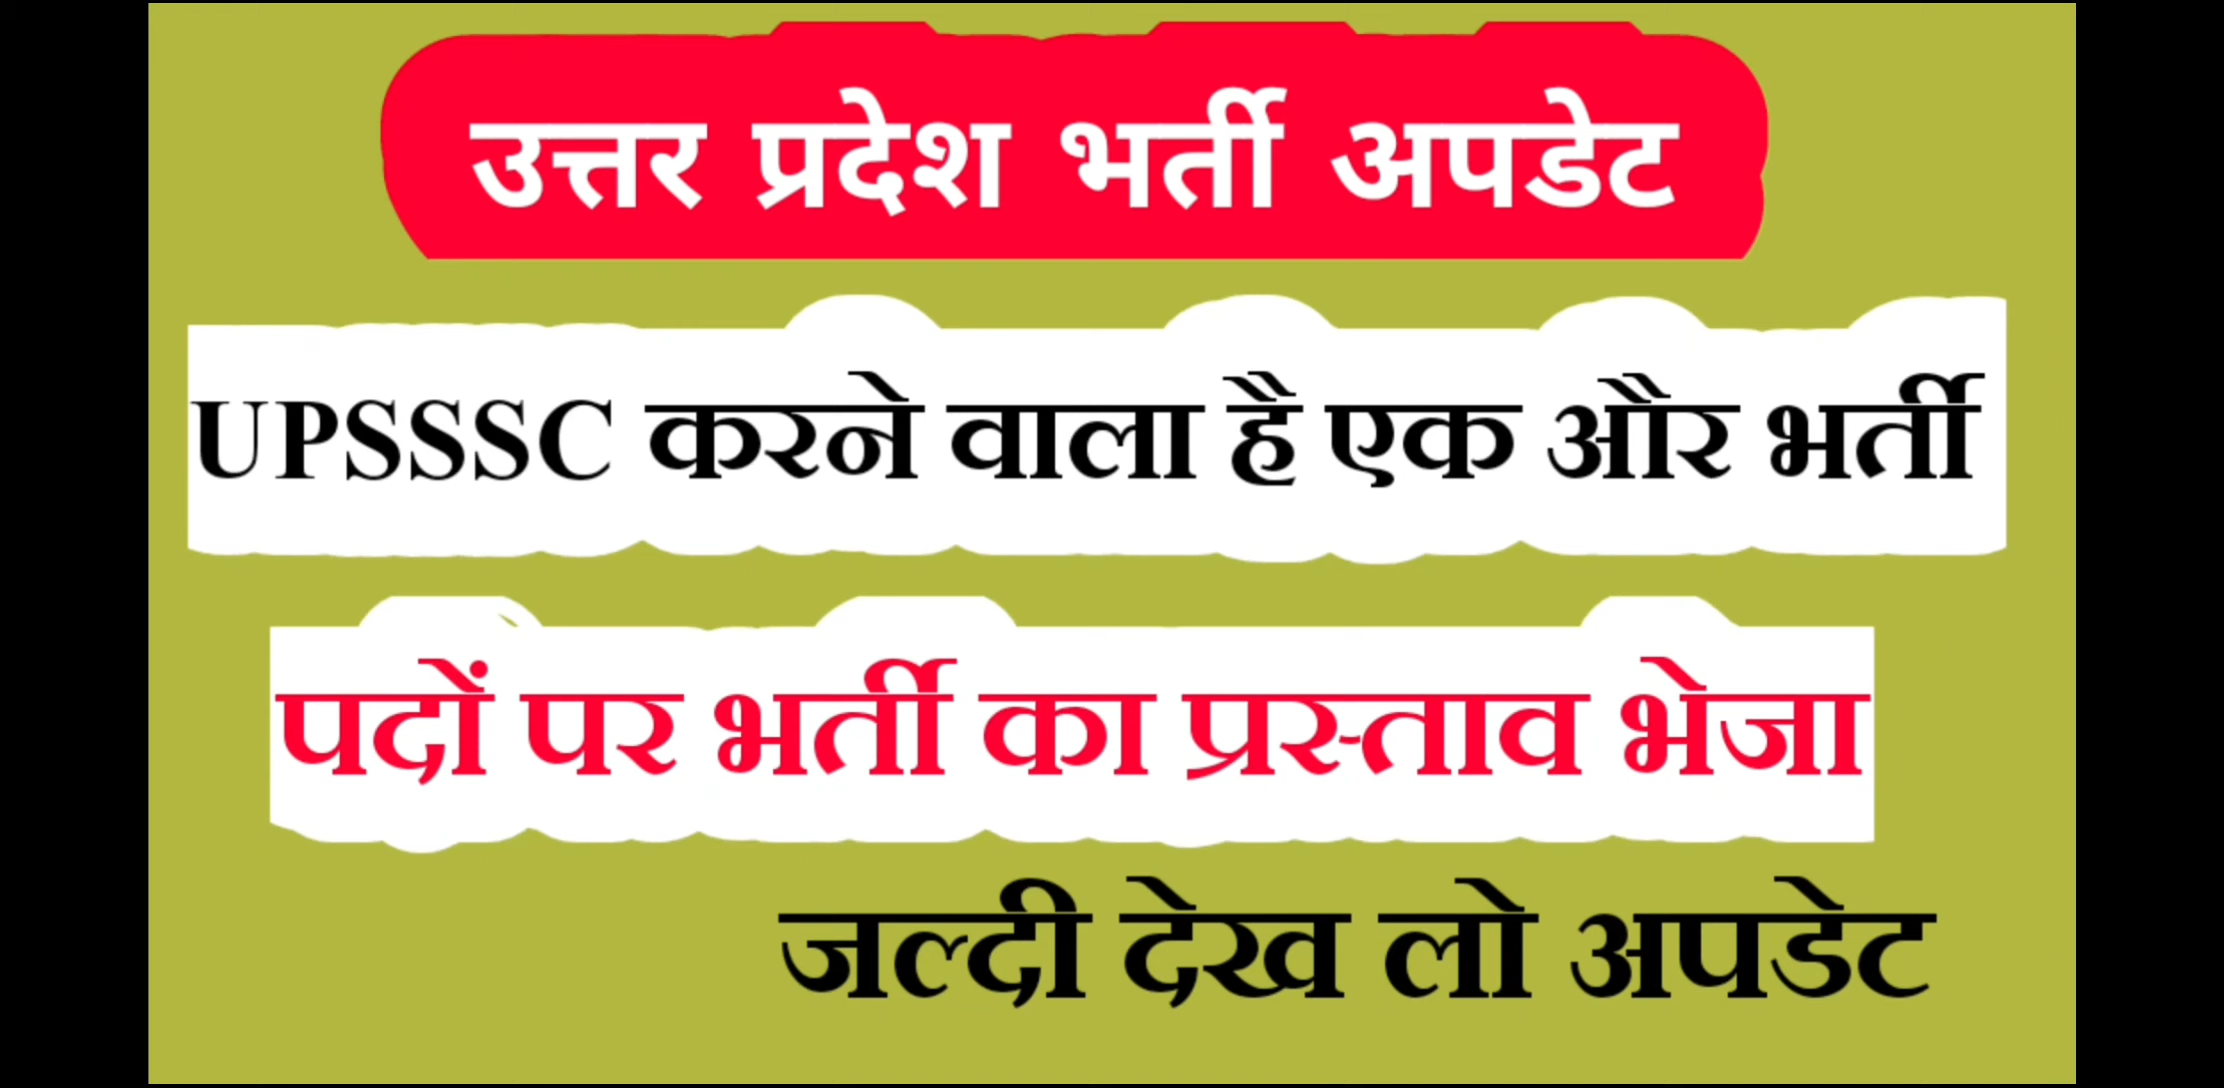 उत्तर प्रदेश भर्ती अपडेट
UPSSSC करने वाला है एक और भर्ती
पदों पर भर्ती का प्रस्ताव भेजा
जल्दी देख लो अपडेट